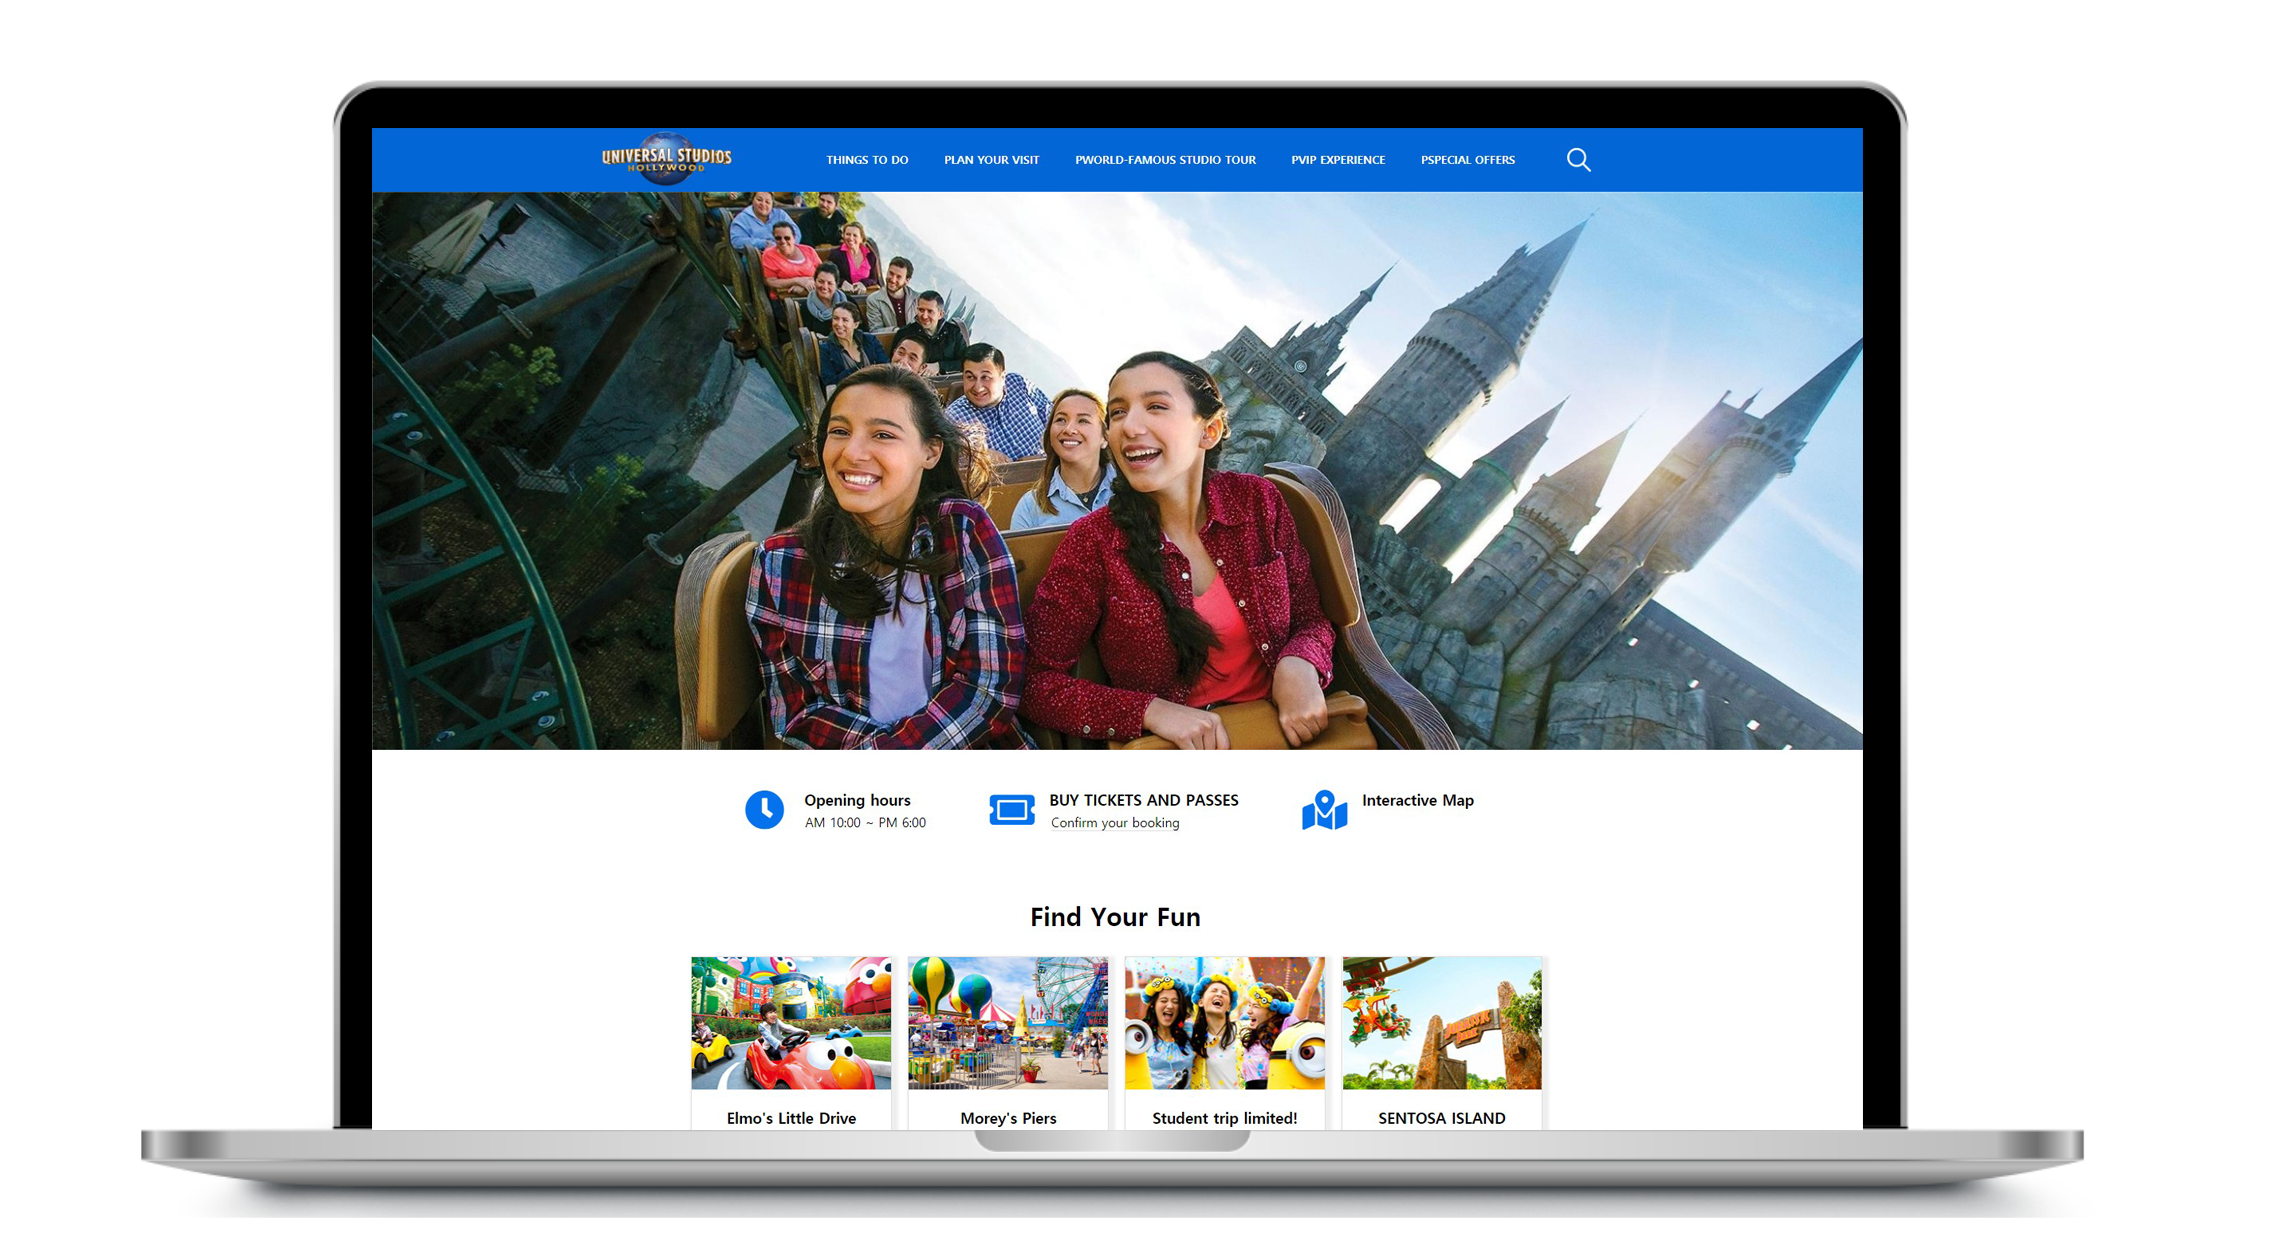 UNIVERSAL STUDIOS
HOLLYWOOD
THINGS TO DO
PLAN YOUR VISIT
PWORLD-FAMOUS STUDIO TOUR
PVIP EXPERIENCE
PSPECIAL OFFERS
Opening hours
AM 10:00 ~ PM 6:00
BUY TICKETS AND PASSES
Confirm your booking
Interactive Map
Find Your Fun
JURASSIC
PARK
Elmo's Little Drive
Morey's Piers
Student trip limited!
SENTOSA ISLAND